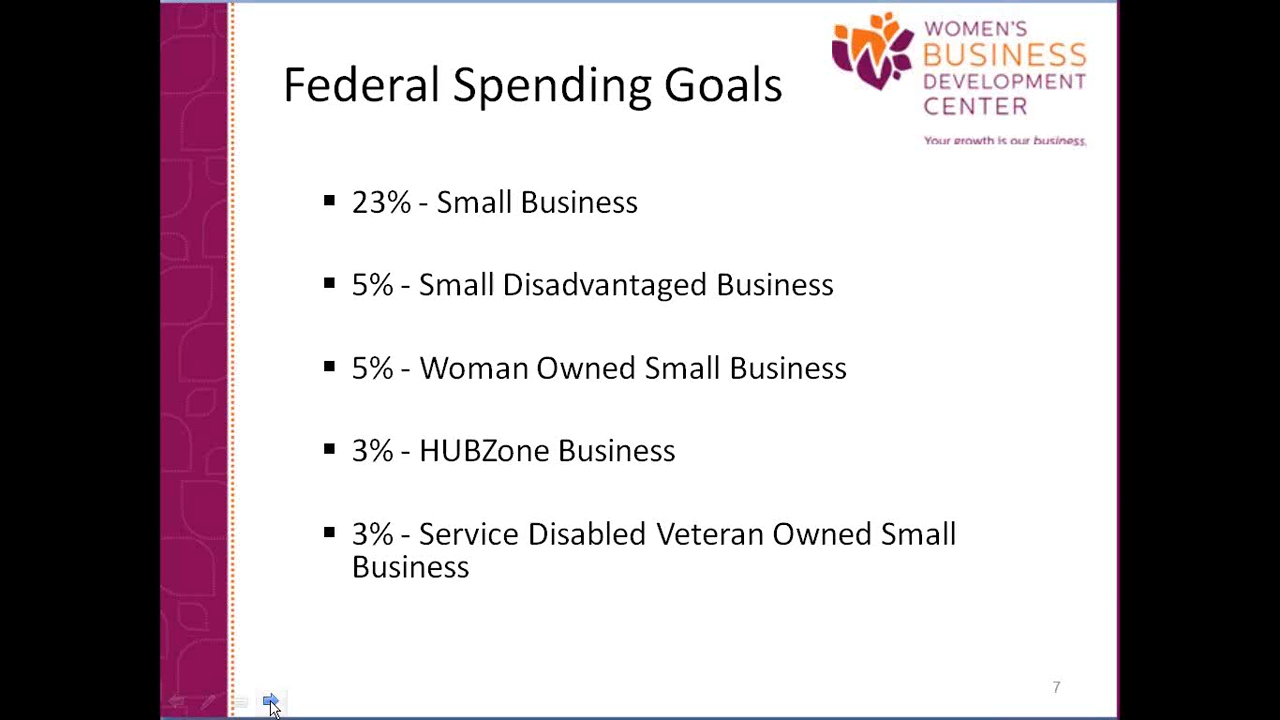 Federal Spending Goals
WOMEN'S
BUSINESS
DEVELOPMENT
CENTER
Your growth is our business.
▪ 23% - Small Business
▪ 5% - Small Disadvantaged Business
▪ 5% - Woman Owned Small Business
▪ 3% - HUBZone Business
▪ 3% - Service Disabled Veteran Owned Small
Business
7